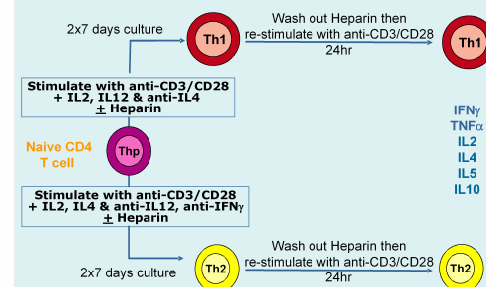 2x7 days culture
Th1
Wash out Heparin then
re-stimulate with anti-CD3/CD28
24hr
Th1
Stimulate with anti-CD3/CD28
+ IL2, IL12 & anti-IL4
± Heparin
Naive CD4
T cell
Thp
IFNγ
TNFα
IL2
IL4
IL5
IL10
Stimulate with anti-CD3/CD28
+ IL2, IL4 & anti-IL12, anti-IFNγ
± Heparin
2x7 days culture
Th2
Wash out Heparin then
re-stimulate with anti-CD3/CD28
24hr
Th2